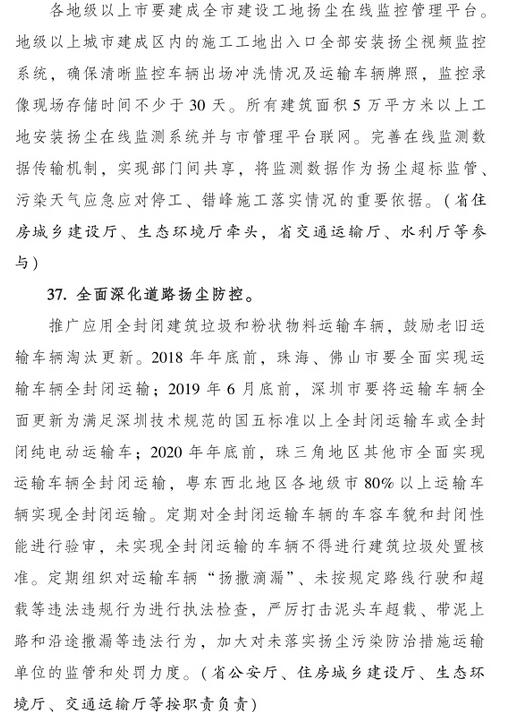 各地级以上市要建成全市建设工地扬尘在线监控管理平台。
地级以上城市建成区内的施工工地出入口全部安装扬尘视频监控
系统，确保清晰监控车辆出场冲洗情况及运输车辆牌照，监控录
像现场存储时间不少于 30 天。所有建筑面积 5 万平方米以上工
地安装扬尘在线监测系统并与市管理平台联网。完善在线监测数
据传输机制，实现部门间共享，将监测数据作为扬尘超标监管、
污染天气应急应对停工、错峰施工落实情况的重要依据。（省住
房城乡建设厅、生态环境厅牵头，省交通运输厅、水利厅等参
与）
37. 全面深化道路扬尘防控。
推广应用全封闭建筑垃圾和粉状物料运输车辆，鼓励老旧运
输车辆淘汰更新。2018 年年底前，珠海、佛山市要全面实现运
输车辆全封闭运输；2019 年 6 月底前，深圳市要将运输车辆全
面更新为满足深圳技术规范的国五标准以上全封闭运输车或全封
闭纯电动运输车；2020 年年底前，珠三角地区其他市全面实现
运输车辆全封闭运输，粤东西北地区各地级市 80% 以上运输车
辆实现全封闭运输。定期对全封闭运输车辆的车容车貌和封闭性
能进行验审，未实现全封闭运输的车辆不得进行建筑垃圾处置核
准。定期组织对运输车辆“扬撒滴漏”、未按规定路线行驶和超
载等违法违规行为进行执法检查，严厉打击泥头车超载、带泥上
路和沿途撒漏等违法行为，加大对未落实扬尘污染防治措施运输
单位的监管和处罚力度。（省公安厅、住房城乡建设厅、生态环
境厅、交通运输厅等按职责负责）